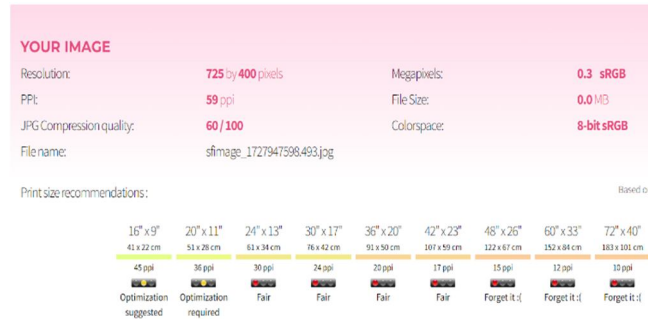 YOUR IMAGE
Resolution: 725 by 400 pixels Megapixels: 0.3 sRGB
PPI: 59 ppi File Size: 0.0 MB
JPG Compression quality: 60 / 100 Colorspace: 8-bit sRGB
File name: sfimage_1727947598.493.jpg
Print size recommendations : Based o
16" x 9" 20" x 11" 24" x 13" 30" x 17" 36" x 20" 42" x 23" 48" x 26" 60" x 33" 72" x 40"
41 x 22 cm 51 x 28 cm 61 x 34 cm 76 x 42 cm 91 x 50 cm 107 x 59 cm 122 x 67 cm 152 x 84 cm 183 x 101 cm
45 ppi 36 ppi 30 ppi 24 ppi 20 ppi 17 ppi 15 ppi 12 ppi 10 ppi
Optimization Optimization Fair Fair Fair Fair Forget it :( Forget it :( Forget it :(
suggested required